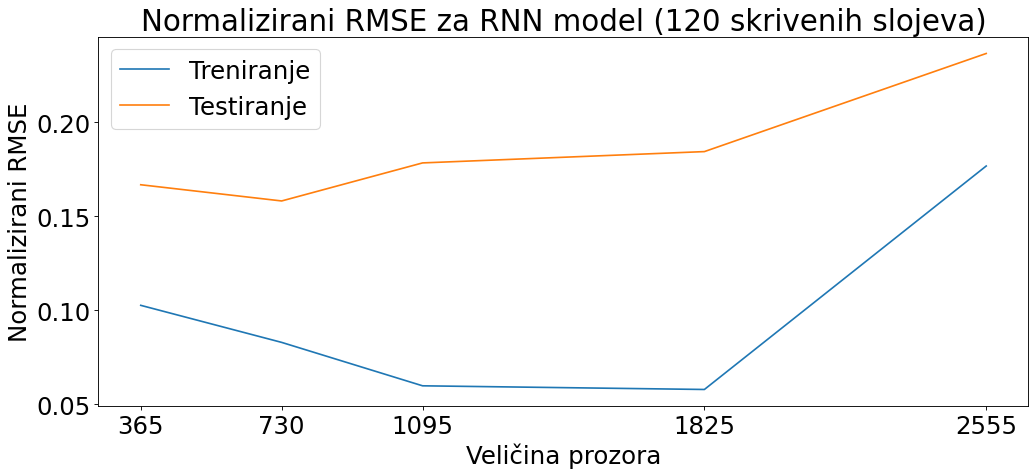 Normalizirani RMSE za RNN model (120 skrivenih slojeva)
Treniranje
Testiranje
Normalizirani RMSE
0.20
0.15
0.10
0.05
365 730 1095 1825 2555
Veličina prozora